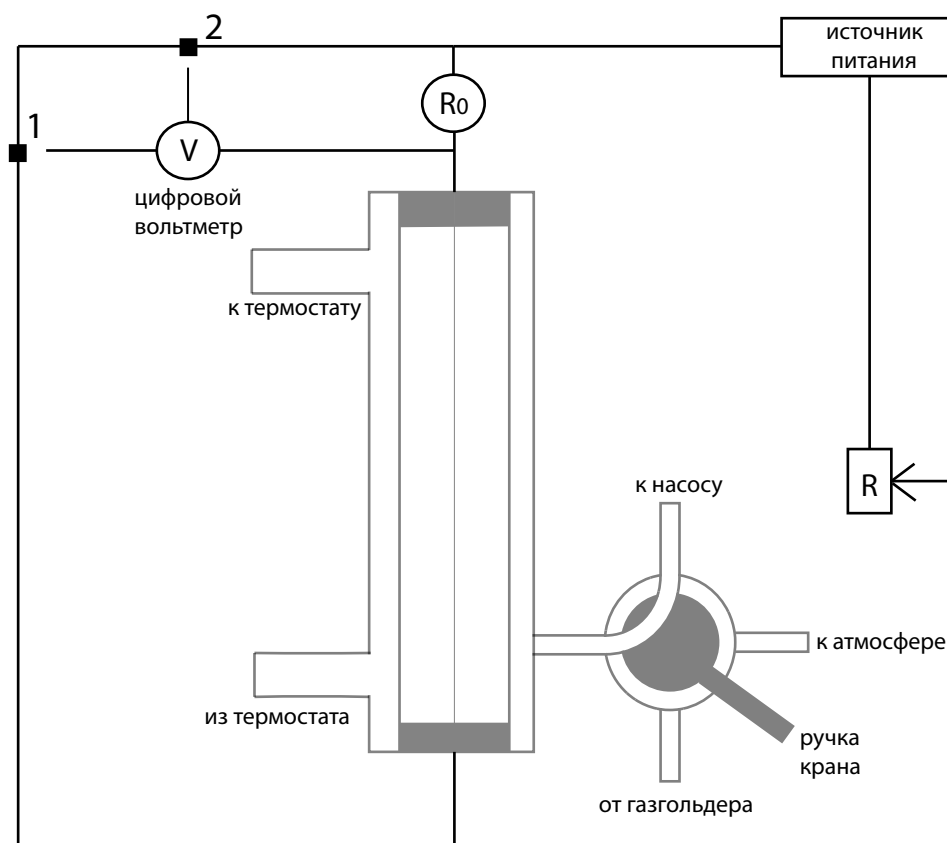 2
источник
питания
R0
1
V
цифровой
вольтметр
к термостату
к насосу
R
к атмосфере
из термостата
ручка
крана
от газгольдера